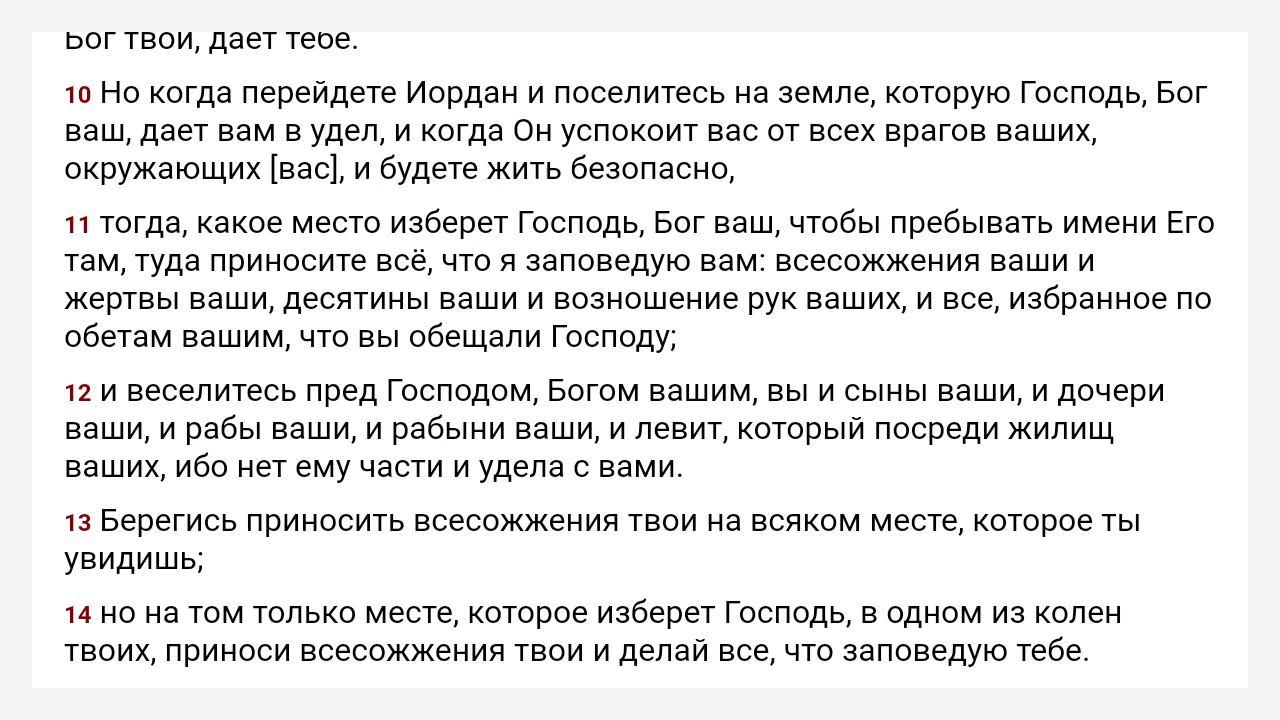 Бог твой, дает тебе.
10 Но когда перейдете Иордан и поселитесь на земле, которую Господь, Бог
ваш, дает вам в удел, и когда Он успокоит вас от всех врагов ваших,
окружающих [вас], и будете жить безопасно,
11 тогда, какое место изберет Господь, Бог ваш, чтобы пребывать имени Его
там, туда приносите всё, что я заповедую вам: всесожжения ваши и
жертвы ваши, десятины ваши и возношение рук ваших, и все, избранное по
обетам вашим, что вы обещали Господу;
12 и веселитесь пред Господом, Богом вашим, вы и сыны ваши, и дочери
ваши, и рабы ваши, и рабыни ваши, и левит, который посреди жилищ
ваших, ибо нет ему части и удела с вами.
13 Берегись приносить всесожжения твои на всяком месте, которое ты
увидишь;
14 но на том только месте, которое изберет Господь, в одном из колен
твоих, приноси всесожжения твои и делай все, что заповедую тебе.